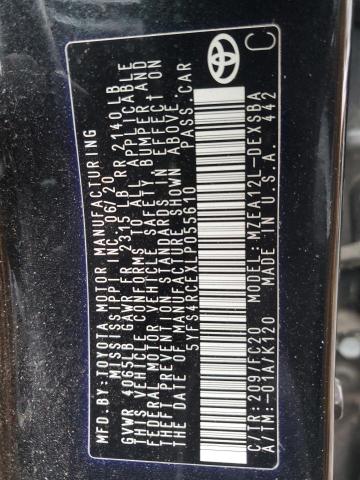 MFD.BY:TOYOTA MOTOR MANUFACTURING
MISSISSIPPI, INC. 06/20
GVWR 4065LB GAWR FR 2315 LB RR 2140LB
THIS VEHICLE CONFORMS TO ALL APPLICABLE
FEDERAL MOTOR VEHICLE SAFETY, BUMPER, AND
THEFT PREVENTION STANDARDS IN EFFECT ON
THE DATE OF MANUFACTURE SHOWN ABOVE.
5YFS4RCEXLP055610 PASS.CAR
C/TR:209/FC20 MODEL:MZEA12L-DEXSBA
A/TM:-01A/K120 MADE IN U.S.A. 442
C